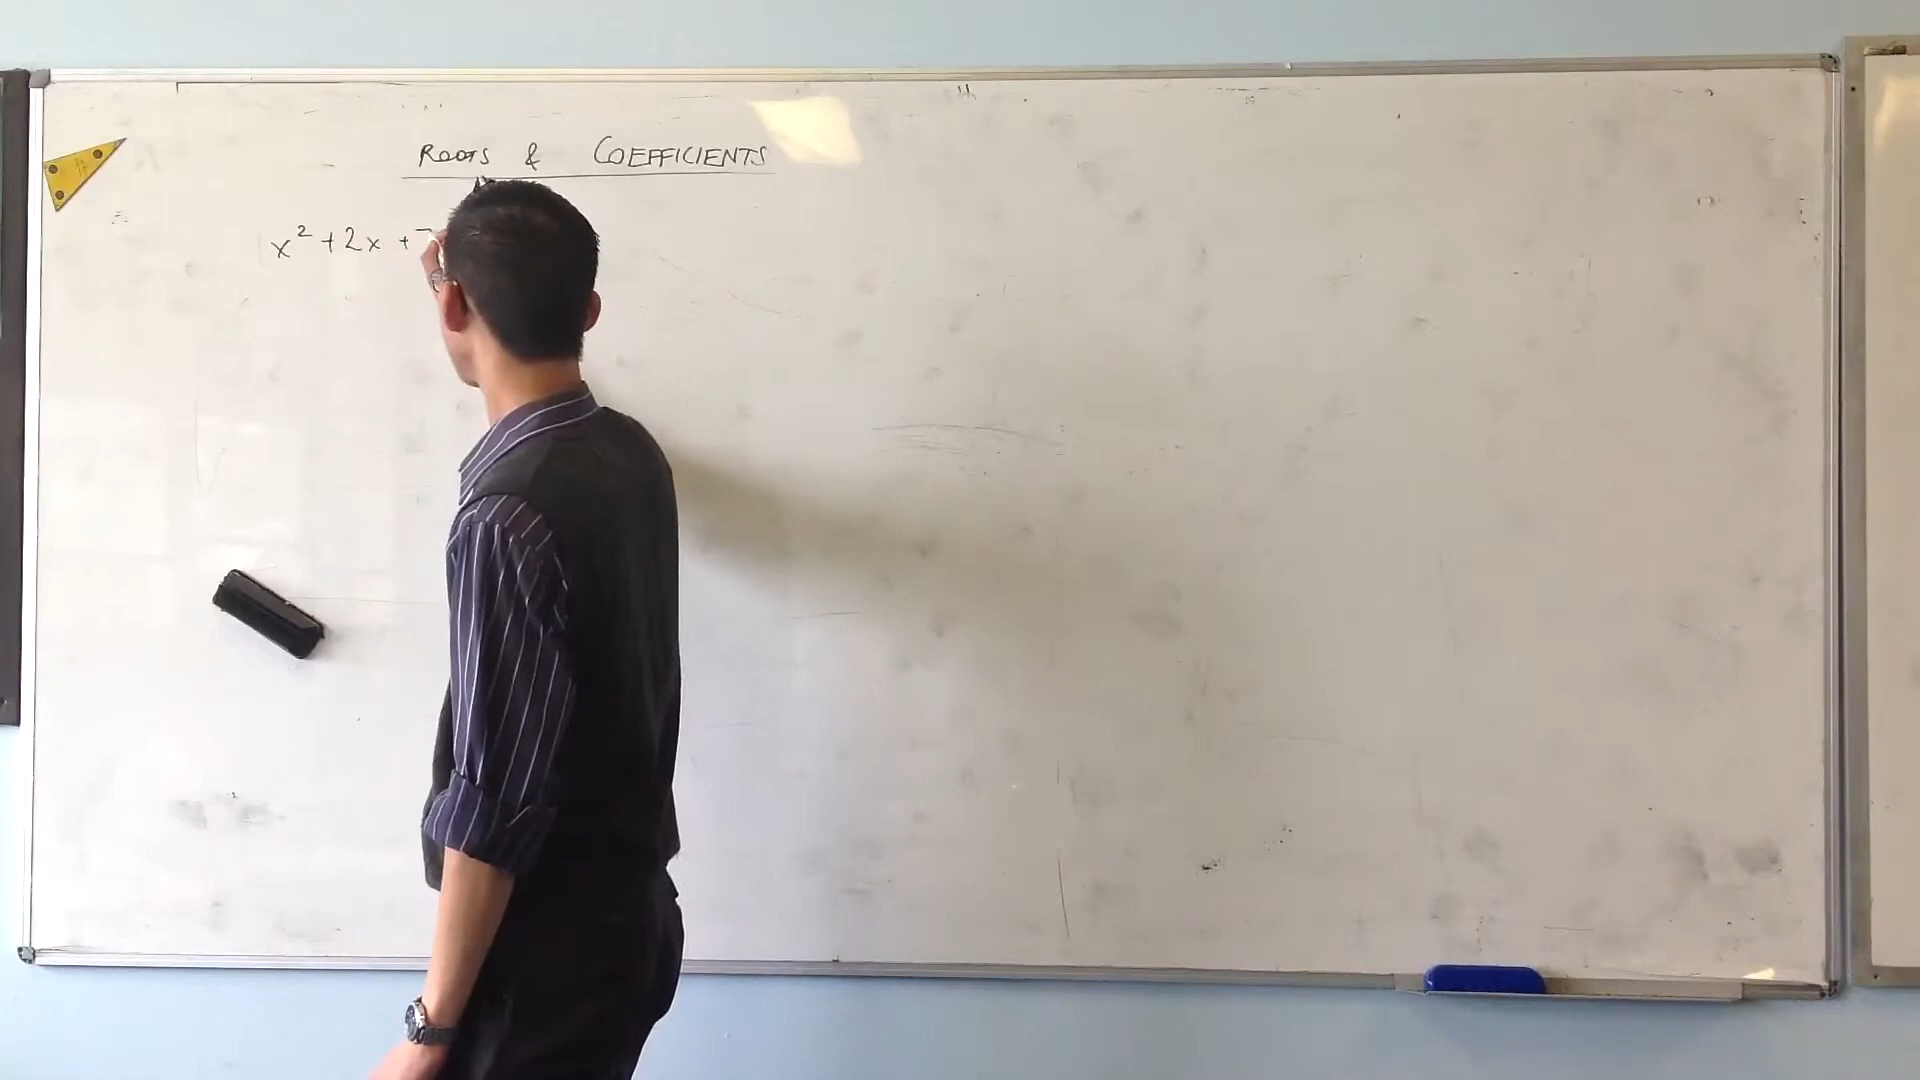 ROOTS & COEFFICIENTS
x² + 2x +